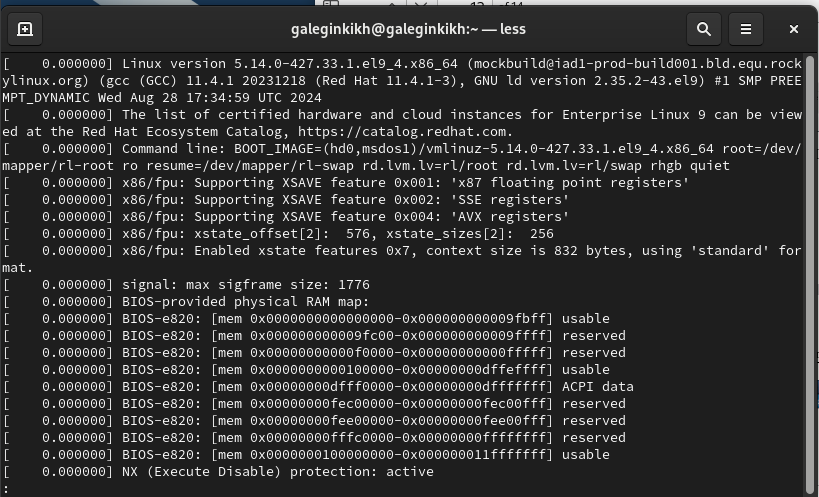 galeginkikh@galeginkikh:~ — less
[    0.000000] Linux version 5.14.0-427.33.1.el9_4.x86_64 (mockbuild@iad1-prod-build001.bld.equ.rock
ylinux.org) (gcc (GCC) 11.4.1 20231218 (Red Hat 11.4.1-3), GNU ld version 2.35.2-43.el9) #1 SMP PREE
MPT_DYNAMIC Wed Aug 28 17:34:59 UTC 2024
[    0.000000] The list of certified hardware and cloud instances for Enterprise Linux 9 can be view
ed at the Red Hat Ecosystem Catalog, https://catalog.redhat.com.
[    0.000000] Command line: BOOT_IMAGE=(hd0,msdos1)/vmlinuz-5.14.0-427.33.1.el9_4.x86_64 root=/dev/
mapper/rl-root ro resume=/dev/mapper/rl-swap rd.lvm.lv=rl/root rd.lvm.lv=rl/swap rhgb quiet
[    0.000000] x86/fpu: Supporting XSAVE feature 0x001: 'x87 floating point registers'
[    0.000000] x86/fpu: Supporting XSAVE feature 0x002: 'SSE registers'
[    0.000000] x86/fpu: Supporting XSAVE feature 0x004: 'AVX registers'
[    0.000000] x86/fpu: xstate_offset[2]:  576, xstate_sizes[2]:  256
[    0.000000] x86/fpu: Enabled xstate features 0x7, context size is 832 bytes, using 'standard' for
mat.
[    0.000000] signal: max sigframe size: 1776
[    0.000000] BIOS-provided physical RAM map:
[    0.000000] BIOS-e820: [mem 0x0000000000000000-0x000000000009fbff] usable
[    0.000000] BIOS-e820: [mem 0x000000000009fc00-0x000000000009ffff] reserved
[    0.000000] BIOS-e820: [mem 0x00000000000f0000-0x00000000000fffff] reserved
[    0.000000] BIOS-e820: [mem 0x0000000000100000-0x00000000dffeffff] usable
[    0.000000] BIOS-e820: [mem 0x00000000dfff0000-0x00000000dfffffff] ACPI data
[    0.000000] BIOS-e820: [mem 0x00000000fec00000-0x00000000fec00fff] reserved
[    0.000000] BIOS-e820: [mem 0x00000000fee00000-0x00000000fee00fff] reserved
[    0.000000] BIOS-e820: [mem 0x00000000fffc0000-0x00000000ffffffff] reserved
[    0.000000] BIOS-e820: [mem 0x0000000100000000-0x000000011fffffff] usable
[    0.000000] NX (Execute Disable) protection: active
: